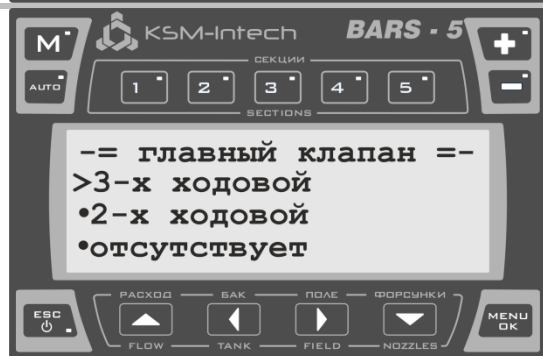 M
KSM-Intech
BARS - 5
+
AUTO
СЕКЦИИ
1 2 3 4 5
-
SECTIONS
-= главный клапан =-
>3-х ходовой
•2-х ходовой
•отсутствует
РАСХОД БАК ПОЛЕ ФОРСУНКИ
ESC
MENU
OK
FLOW TANK FIELD NOZZLES